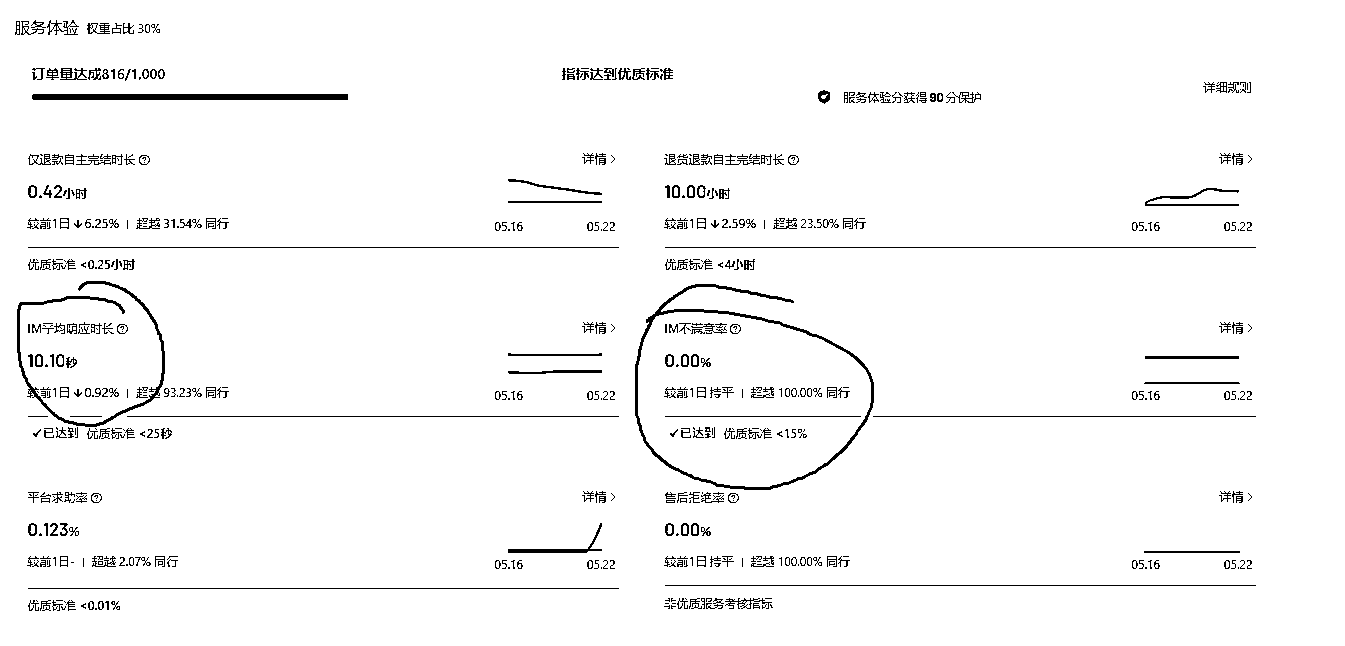 服务体验 权重占比 30%
订单量达成816/1,000 指标达到优质标准
服务体验分获得 90 分保护 详细规则
仅退款自主完结时长 详情 >
0.42小时
较前1日↓6.25% | 超越 31.54% 同行
05.16 05.22
优质标准 <0.25小时
退货退款自主完结时长 详情 >
10.00小时
较前1日↓2.59% | 超越 23.50% 同行
05.16 05.22
优质标准 <4小时
IM平均响应时长 详情 >
10.10秒
较前1日↓0.92% | 超越 93.23% 同行
05.16 05.22
✓已达到 优质标准 <25秒
IM不满意率 详情 >
0.00%
较前1日持平 | 超越 100.00% 同行
05.16 05.22
✓已达到 优质标准 <15%
平台求助率 详情 >
0.123%
较前1日- | 超越 2.07% 同行
05.16 05.22
优质标准 <0.01%
售后拒绝率 详情 >
0.00%
较前1日持平 | 超越 100.00% 同行
05.16 05.22
非优质服务考核指标